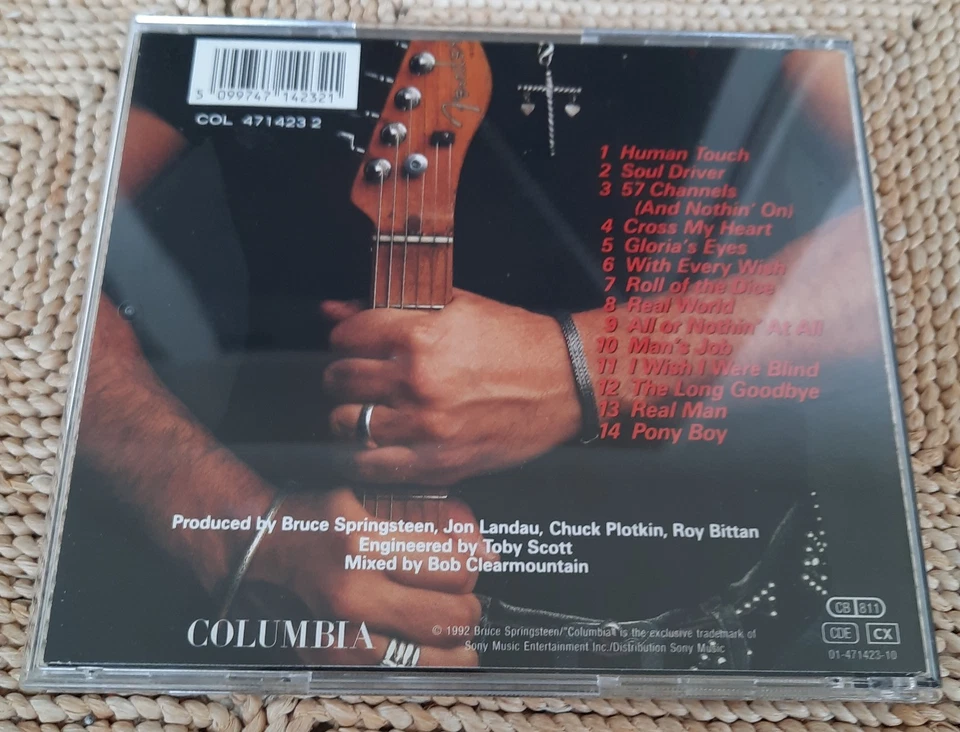 5 099747 142321
COL 471423 2
Fender
1 Human Touch
2 Soul Driver
3 57 Channels
(And Nothin' On)
4 Cross My Heart
5 Gloria's Eyes
6 With Every Wish
7 Roll of the Dice
8 Real World
9 All or Nothin' At All
10 Man's Job
11 I Wish I Were Blind
12 The Long Goodbye
13 Real Man
14 Pony Boy
Produced by Bruce Springsteen, Jon Landau, Chuck Plotkin, Roy Bittan
Engineered by Toby Scott
Mixed by Bob Clearmountain
COLUMBIA
© 1992 Bruce Springsteen/"Columbia" is the exclusive trademark of
Sony Music Entertainment Inc./Distribution Sony Music
CB 811
CDE CX
01-471423-10